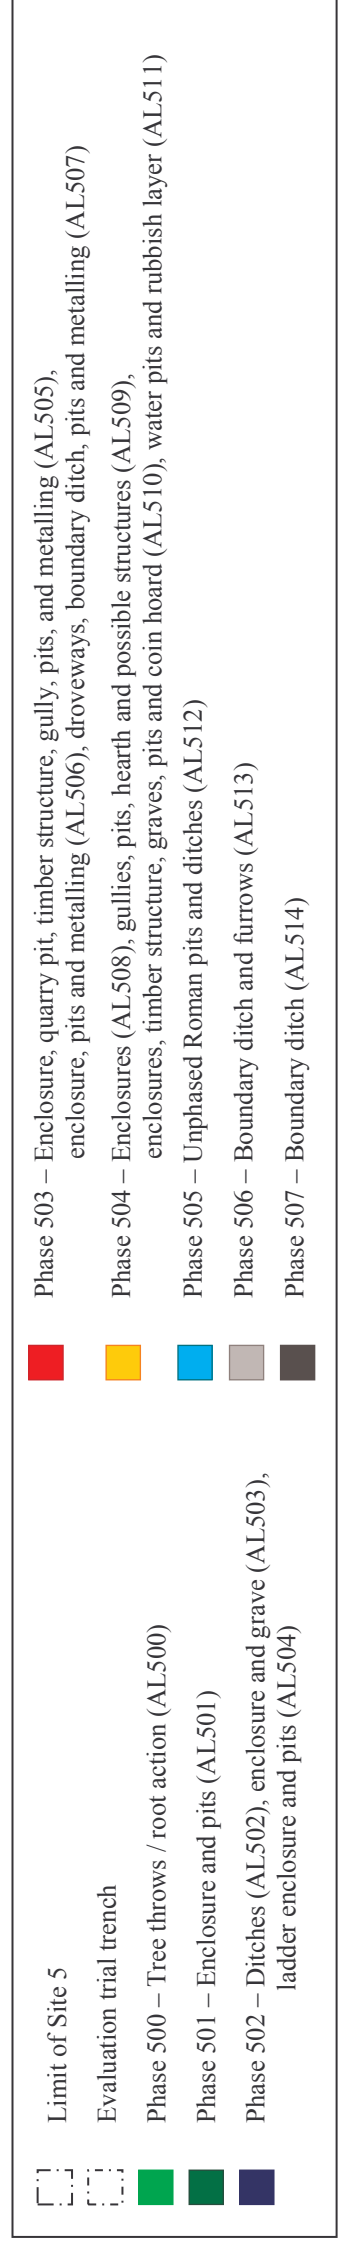 Limit of Site 5
Evaluation trial trench
Phase 500 – Tree throws / root action (AL500)
Phase 501 – Enclosure and pits (AL501)
Phase 502 – Ditches (AL502), enclosure and grave (AL503),
ladder enclosure and pits (AL504)
Phase 503 – Enclosure, quarry pit, timber structure, gully, pits, and metalling (AL505),
enclosure, pits and metalling (AL506), droveways, boundary ditch, pits and metalling (AL507)
Phase 504 – Enclosures (AL508), gullies, pits, hearth and possible structures (AL509),
enclosures, timber structure, graves, pits and coin hoard (AL510), water pits and rubbish layer (AL511)
Phase 505 – Unphased Roman pits and ditches (AL512)
Phase 506 – Boundary ditch and furrows (AL513)
Phase 507 – Boundary ditch (AL514)